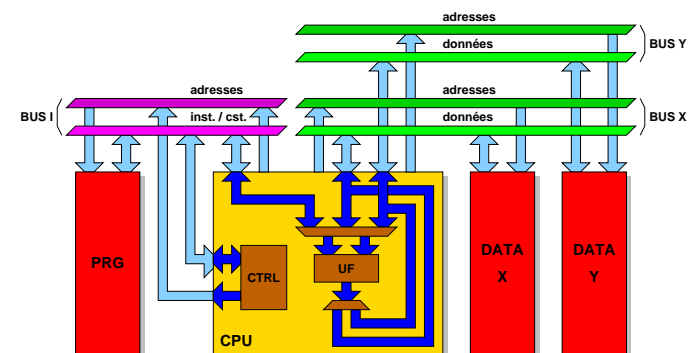 adresses
données
BUS Y
adresses
adresses
BUS I
inst. / cst.
données
BUS X
PRG
CTRL
UF
DATA
X
DATA
Y
CPU